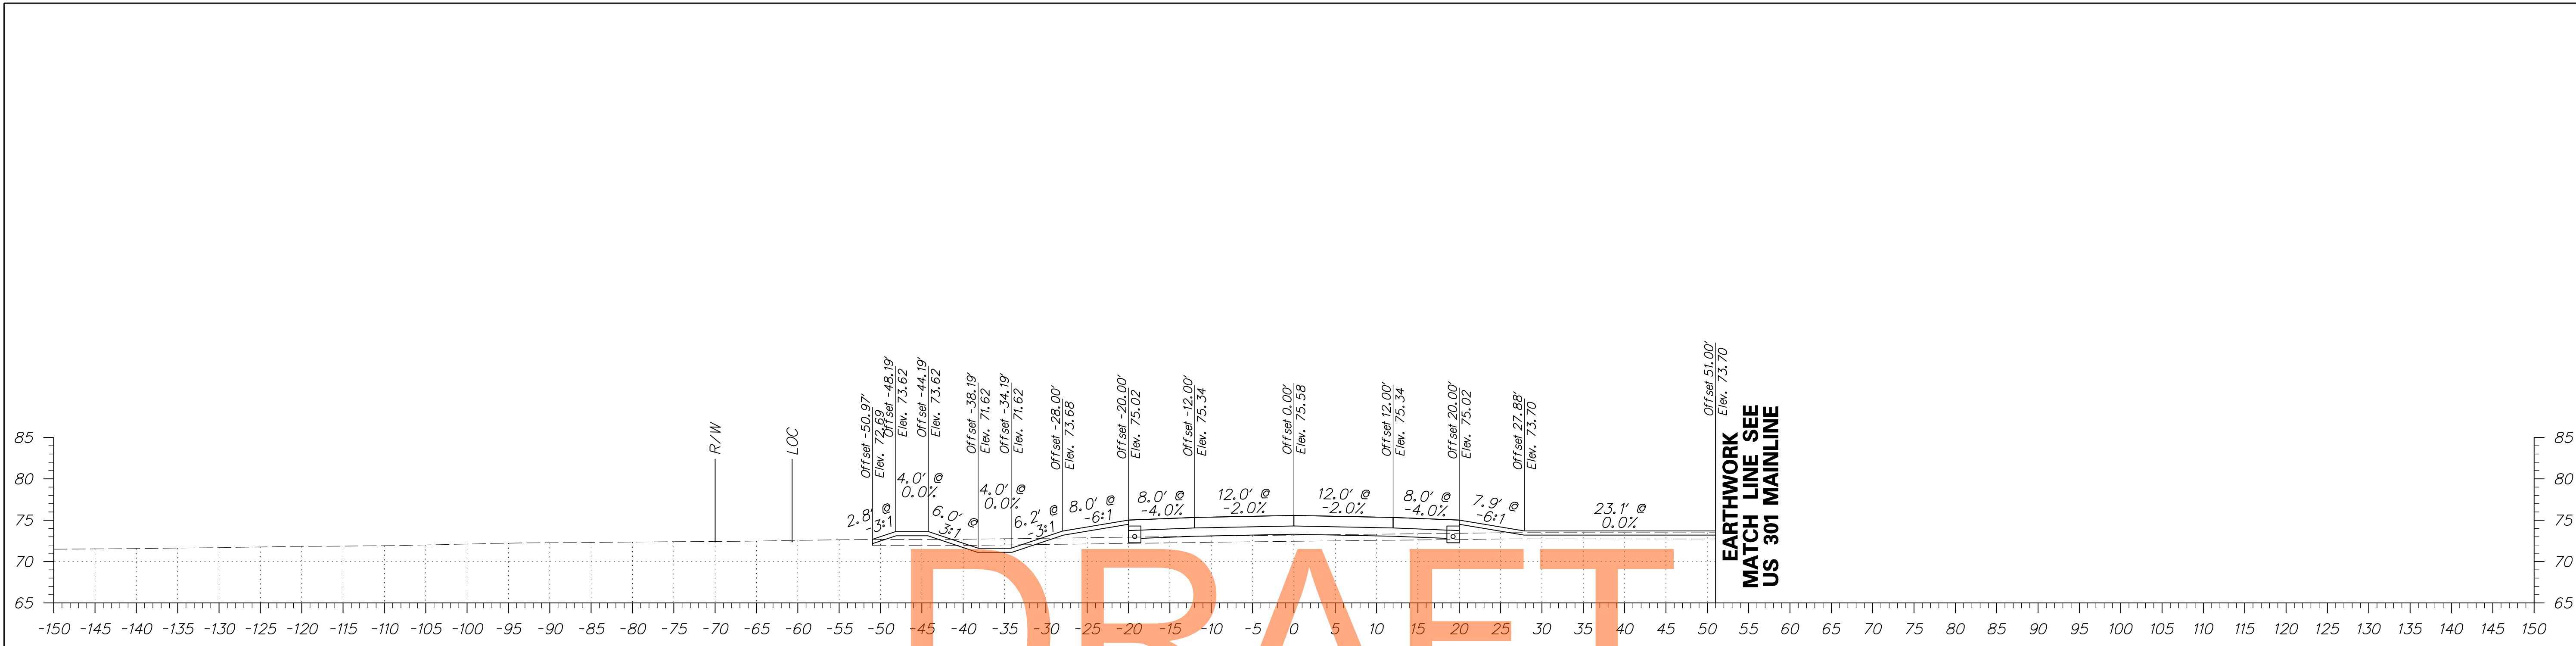 Offset -50.97'
Elev. 72.69
Offset -48.19'
Elev. 73.62
Offset -44.19'
Elev. 73.62
Offset -38.19'
Elev. 71.62
Offset -34.19'
Elev. 71.62
Offset -28.00'
Elev. 73.68
Offset -20.00'
Elev. 75.02
Offset -12.00'
Elev. 75.34
Offset 0.00'
Elev. 75.58
Offset 12.00'
Elev. 75.34
Offset 20.00'
Elev. 75.02
Offset 27.88'
Elev. 73.70
Offset 51.00'
Elev. 73.70
R/W
LOC
2.8' @
-3:1
4.0' @
0.0%
6.0' @
3:1
4.0' @
0.0%
6.2' @
-3:1
8.0' @
-6:1
8.0' @
-4.0%
12.0' @
-2.0%
12.0' @
-2.0%
8.0' @
-4.0%
7.9' @
-6:1
23.1' @
0.0%
EARTHWORK
MATCH LINE SEE
US 301 MAINLINE
85
80
75
70
65
85
80
75
70
65
-150 -145 -140 -135 -130 -125 -120 -115 -110 -105 -100 -95 -90 -85 -80 -75 -70 -65 -60 -55 -50 -45 -40 -35 -30 -25 -20 -15 -10 -5 0 5 10 15 20 25 30 35 40 45 50 55 60 65 70 75 80 85 90 95 100 105 110 115 120 125 130 135 140 145 150
DRAFT